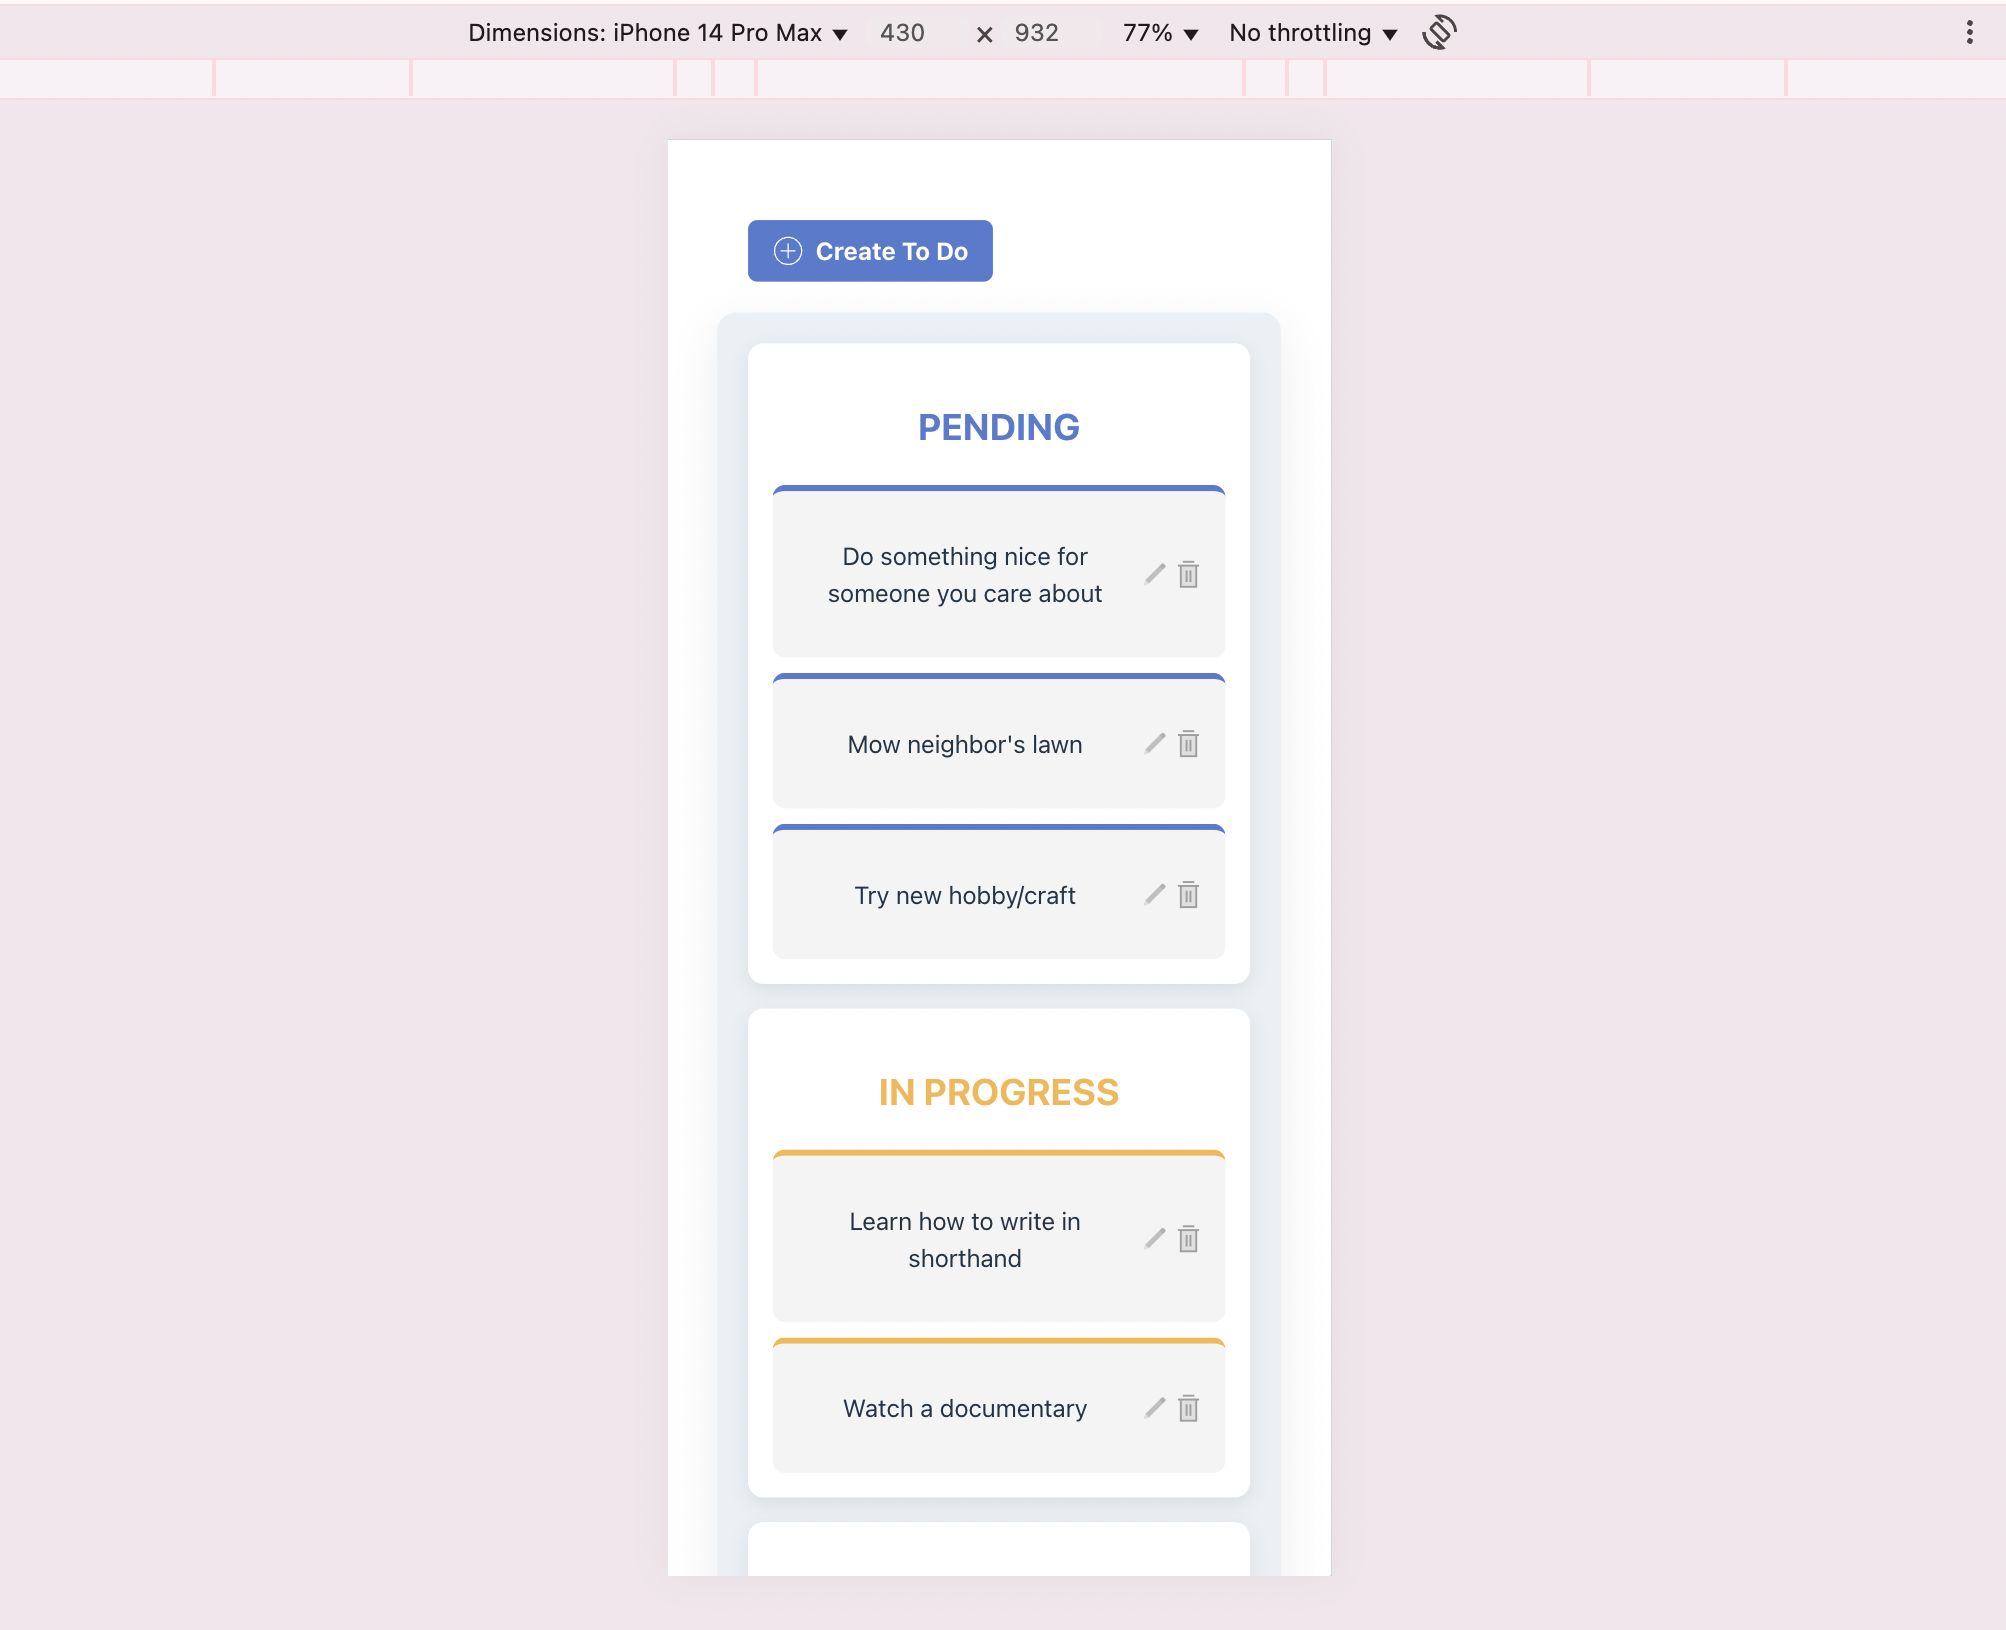 Dimensions: iPhone 14 Pro Max ▼ 430 × 932 77% ▼ No throttling ▼
Create To Do
PENDING
Do something nice for
someone you care about
Mow neighbor's lawn
Try new hobby/craft
IN PROGRESS
Learn how to write in
shorthand
Watch a documentary